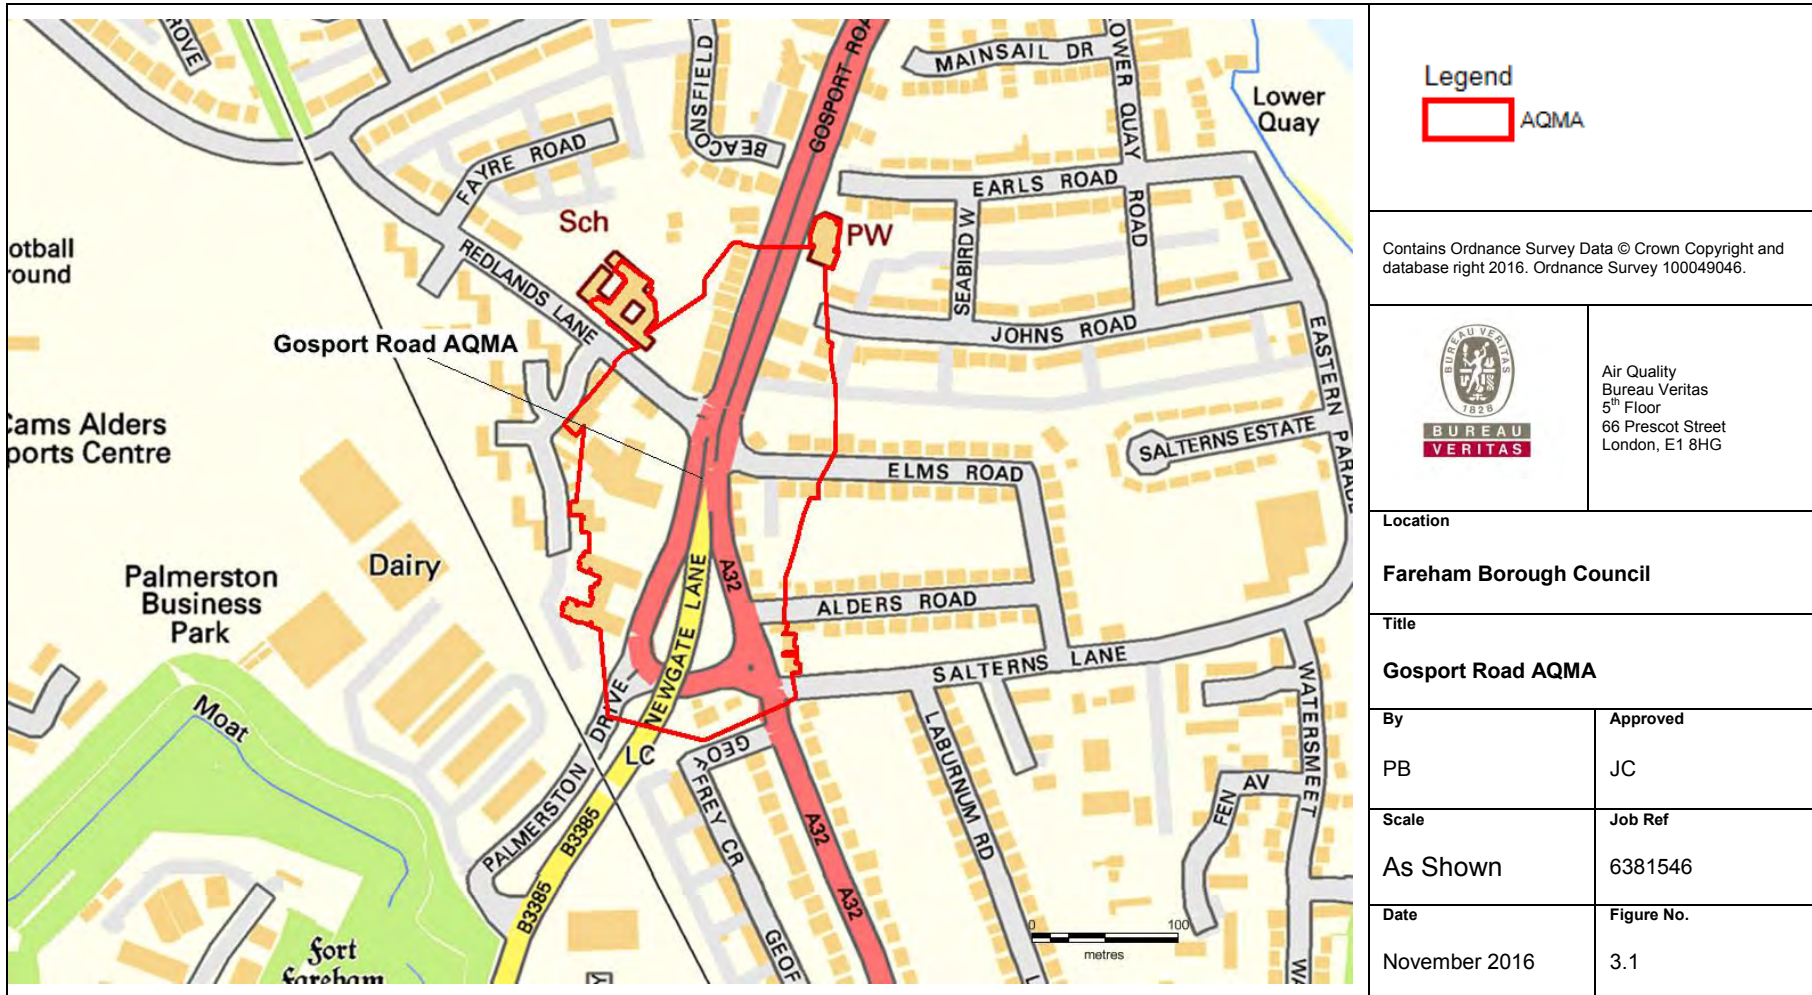 GROVE
BEACONSFIELD
GOSPORT ROA
MAINSAIL DR
OWER QUAY
ROAD
Lower
Quay
FAYRE ROAD
EARLS ROAD
Sch
PW
SEABIRD W
otball
round
REDLANDS LANE
JOHNS ROAD
EASTERN PARADE
Gosport Road AQMA
Cams Alders
ports Centre
SALTERNS ESTATE
ELMS ROAD
Dairy
Palmerston
Business
Park
NEWGATE LANE
A32
ALDERS ROAD
SALTERNS LANE
WATERSMEET
Moat
PALMERSTON DRIVE
LC
GEOFFREY CR
LABURNUM RD
FEN AV
B3385
B3385
A32
A32
Fort
Fareham
GEOF
L
WA
Y
0 100
metres
Legend
AQMA
Contains Ordnance Survey Data © Crown Copyright and
database right 2016. Ordnance Survey 100049046.
BUREAU VERITAS
1828
BUREAU
VERITAS
Air Quality
Bureau Veritas
5th Floor
66 Prescot Street
London, E1 8HG
Location
Fareham Borough Council
Title
Gosport Road AQMA
By
PB
Approved
JC
Scale
As Shown
Job Ref
6381546
Date
November 2016
Figure No.
3.1